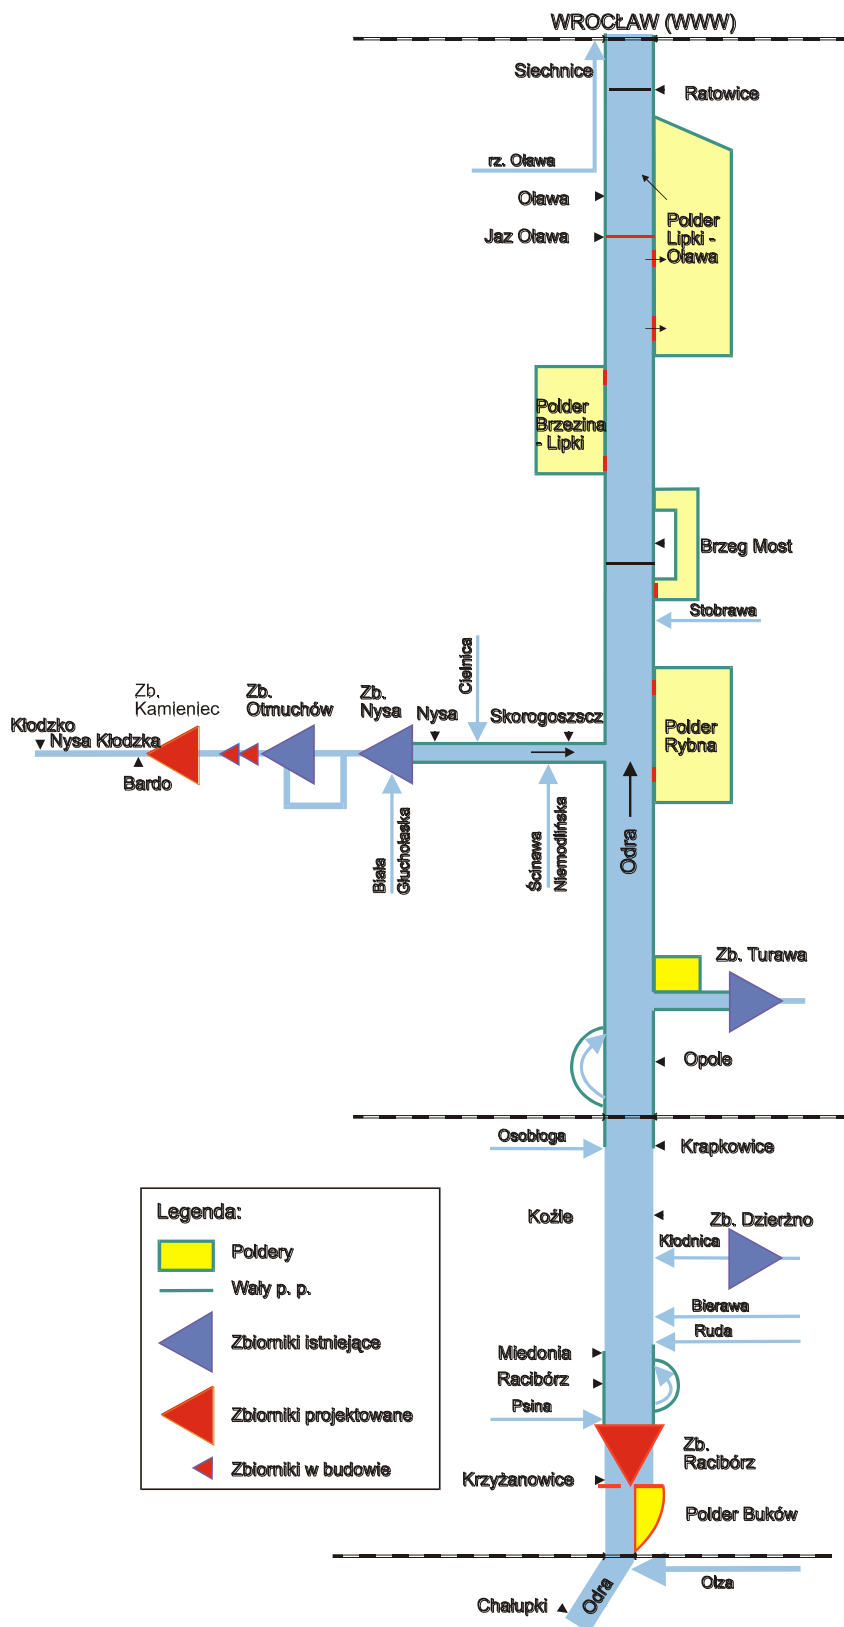 WROCŁAW (WWW)
Siechnice
Ratowice
rz. Oława
Oława
Polder
Lipki -
Oława
Jaz Oława
Polder
Brzezina
- Lipki
Brzeg Most
Stobrawa
Cielnica
Zb.
Kamieniec
Zb.
Otmuchów
Zb.
Nysa
Nysa
Skorogoszscz
Kłodzko
Nysa Kłodzka
Bardo
Polder
Rybna
Biała
Głuchołaska
Ścinawa
Niemodlińska
Odra
Zb. Turawa
Opole
Osobłoga
Krapkowice
Koźle
Zb. Dzierżno
Kłodnica
Bierawa
Ruda
Miedonia
Racibórz
Psina
Zb.
Racibórz
Krzyżanowice
Polder Buków
Olza
Odra
Chałupki
Legenda:
Poldery
Wały p. p.
Zbiorniki istniejące
Zbiorniki projektowane
Zbiorniki w budowie